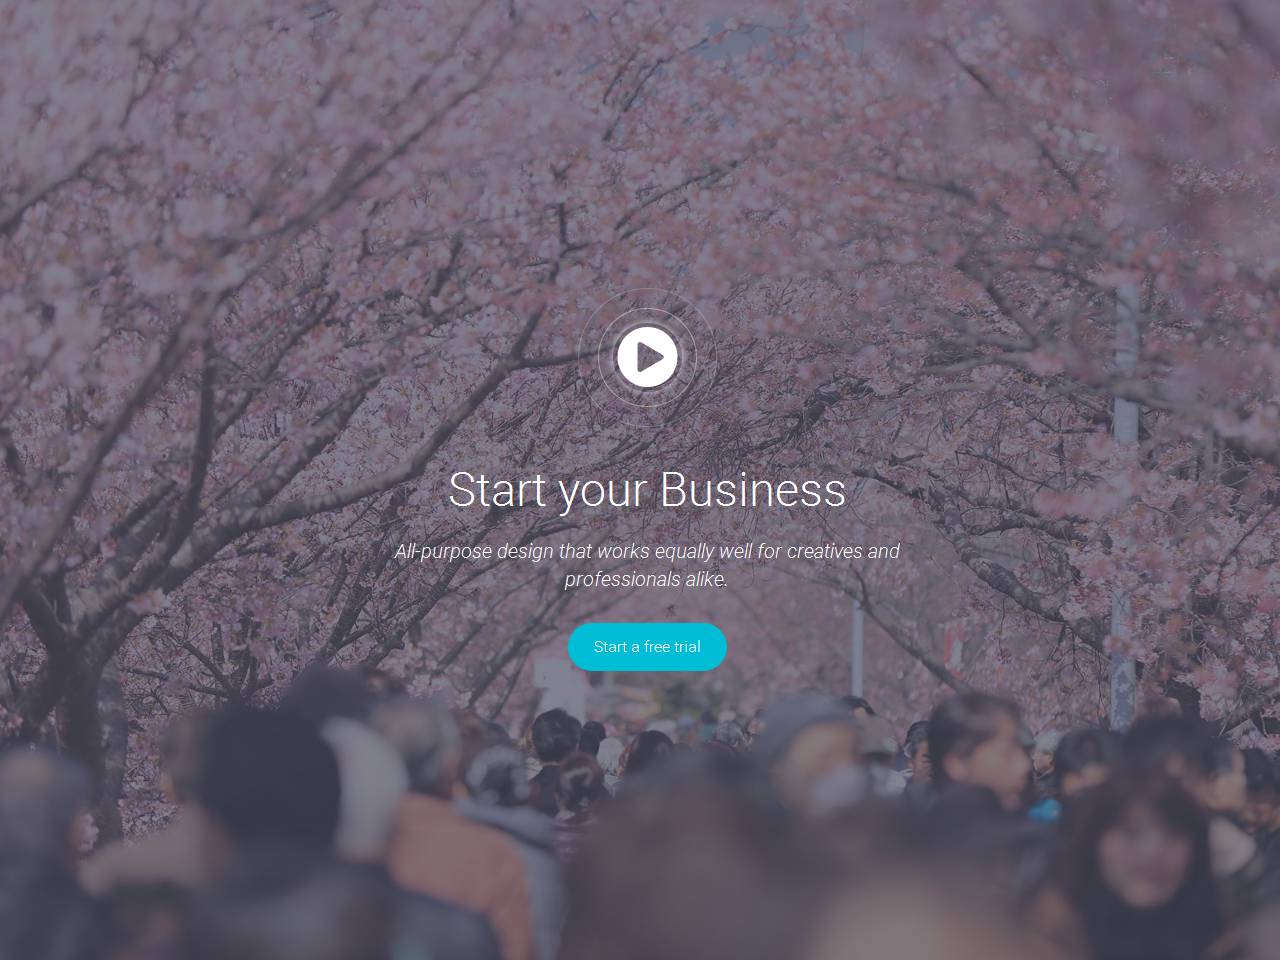 Start your Business
All-purpose design that works equally well for creatives and
professionals alike.
Start a free trial